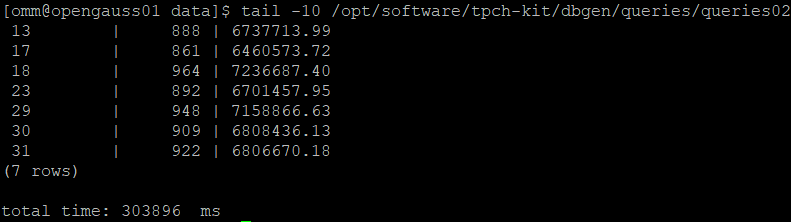 [omm@opengauss01 data]$ tail -10 /opt/software/tpch-kit/dbgen/queries/queries02
 13         |     888 | 6737713.99
 17         |     861 | 6460573.72
 18         |     964 | 7236687.40
 23         |     892 | 6701457.95
 29         |     948 | 7158866.63
 30         |     909 | 6808436.13
 31         |     922 | 6806670.18
(7 rows)
total time: 303896  ms